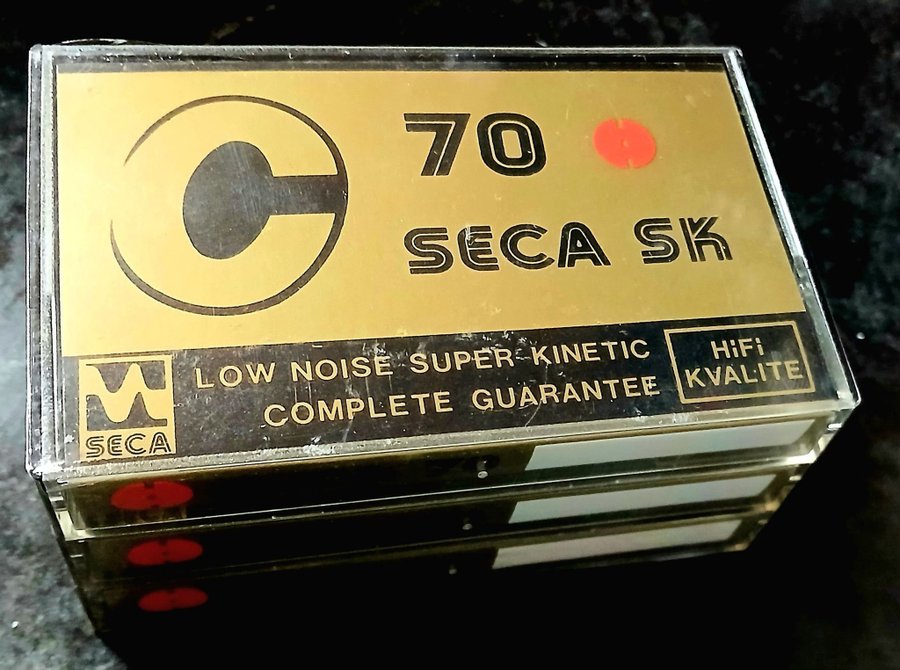 C 70
SECA SK
LOW NOISE SUPER-KINETIC
COMPLETE GUARANTEE
HiFi
KVALITE
SECA